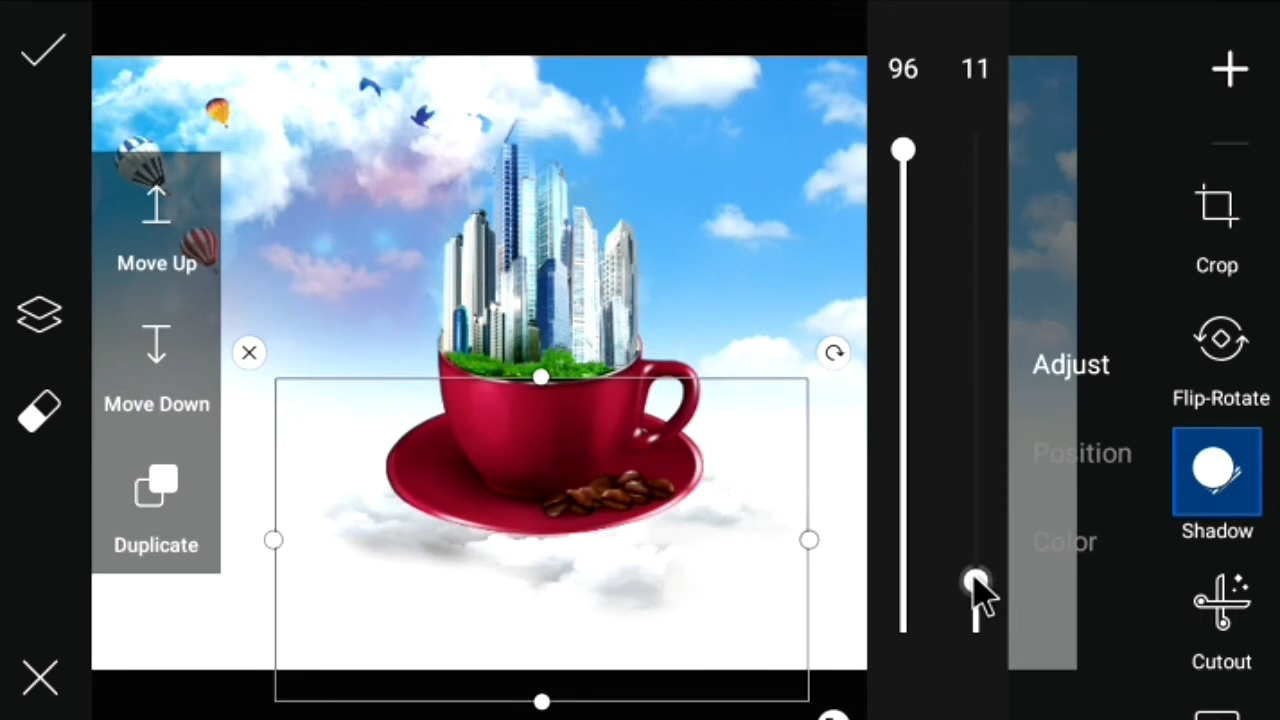 96 11
Move Up
Move Down
Duplicate
Adjust
Position
Color
Crop
Flip-Rotate
Shadow
Cutout